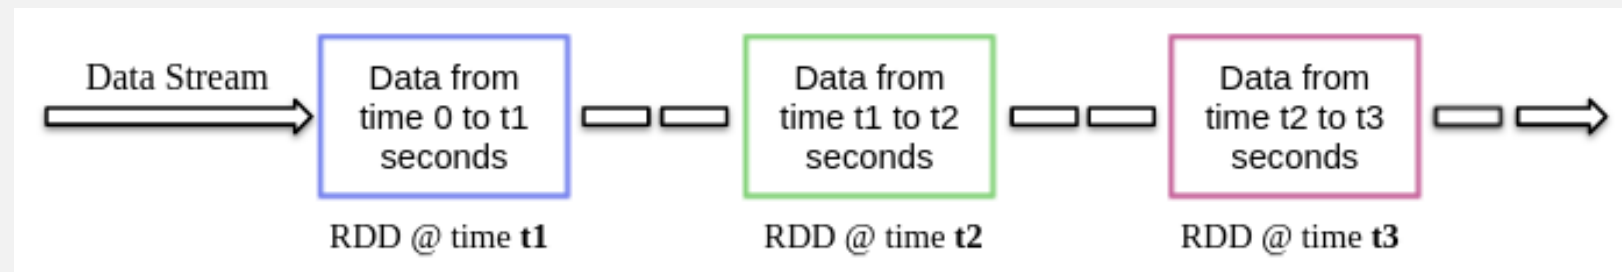 Data Stream
Data from
time 0 to t1
seconds
RDD @ time t1
Data from
time t1 to t2
seconds
RDD @ time t2
Data from
time t2 to t3
seconds
RDD @ time t3